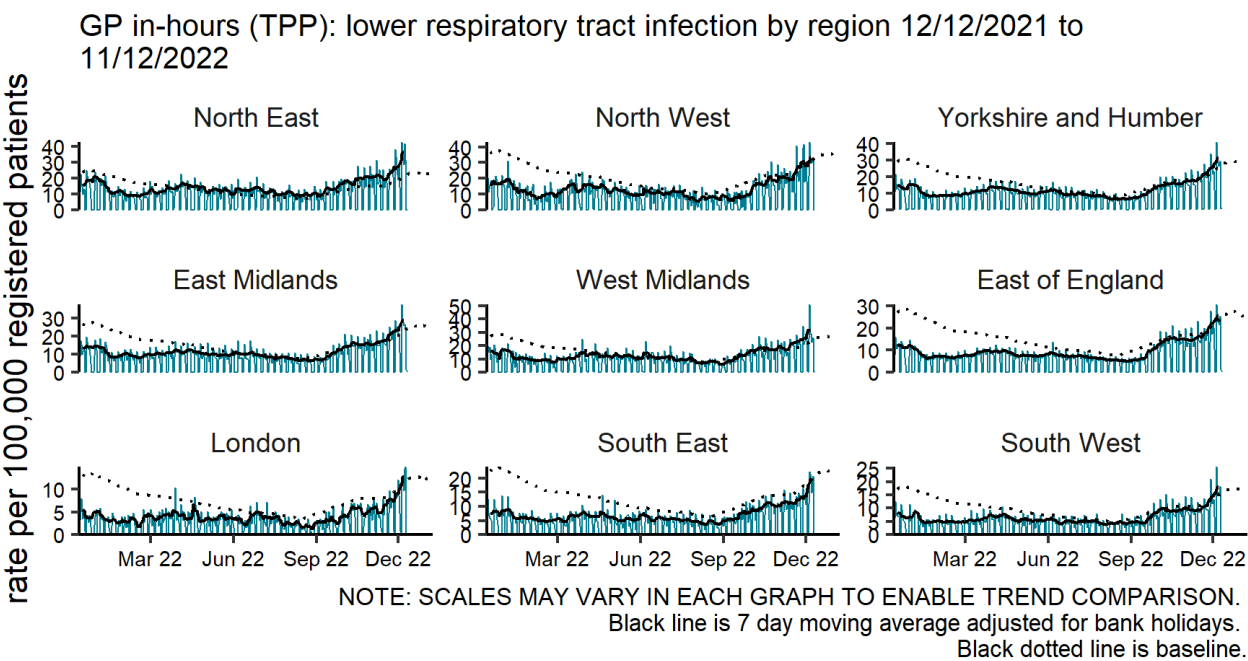 GP in-hours (TPP): lower respiratory tract infection by region 12/12/2021 to
11/12/2022
rate per 100,000 registered patients
North East
North West
Yorkshire and Humber
40
30
20
10
0
40
30
20
10
0
40
30
20
10
0
East Midlands
West Midlands
East of England
30
20
10
0
50
40
30
20
10
0
30
20
10
0
London
South East
South West
10
5
0
20
15
10
5
0
25
20
15
10
5
0
Mar 22 Jun 22 Sep 22 Dec 22
Mar 22 Jun 22 Sep 22 Dec 22
Mar 22 Jun 22 Sep 22 Dec 22
NOTE: SCALES MAY VARY IN EACH GRAPH TO ENABLE TREND COMPARISON.
Black line is 7 day moving average adjusted for bank holidays.
Black dotted line is baseline.